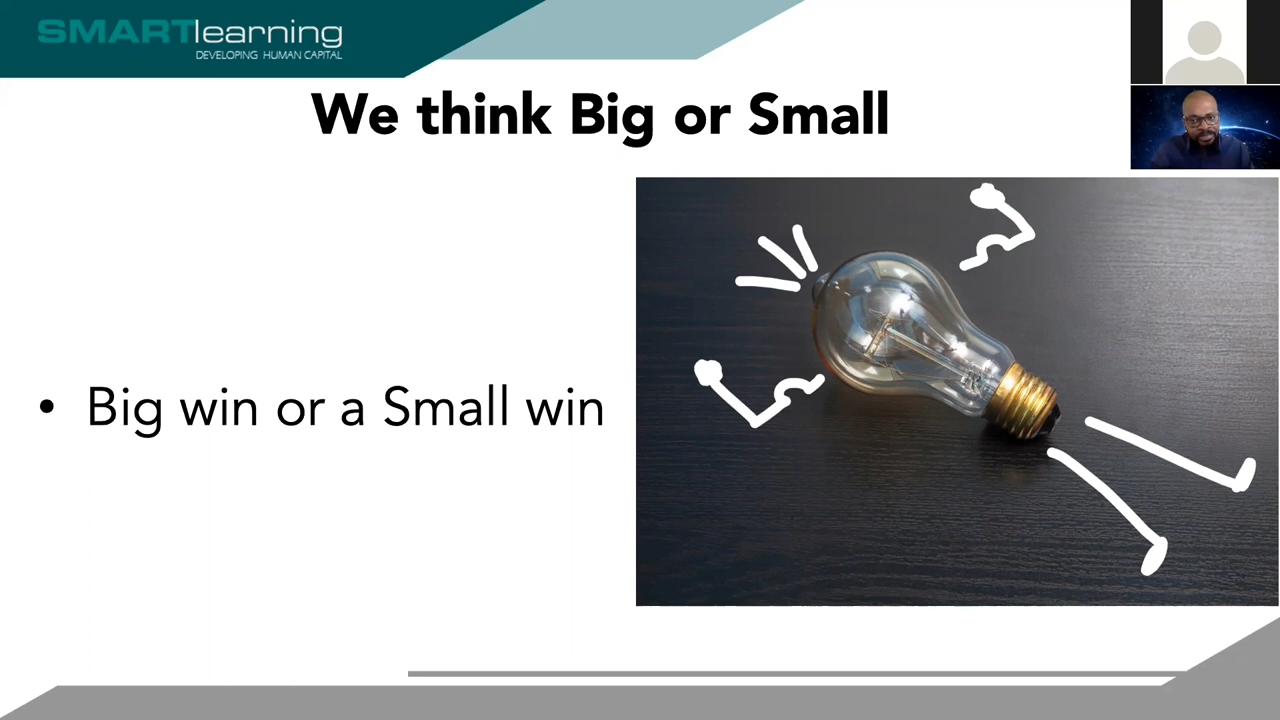 SMARTlearning
DEVELOPING HUMAN CAPITAL
We think Big or Small
• Big win or a Small win